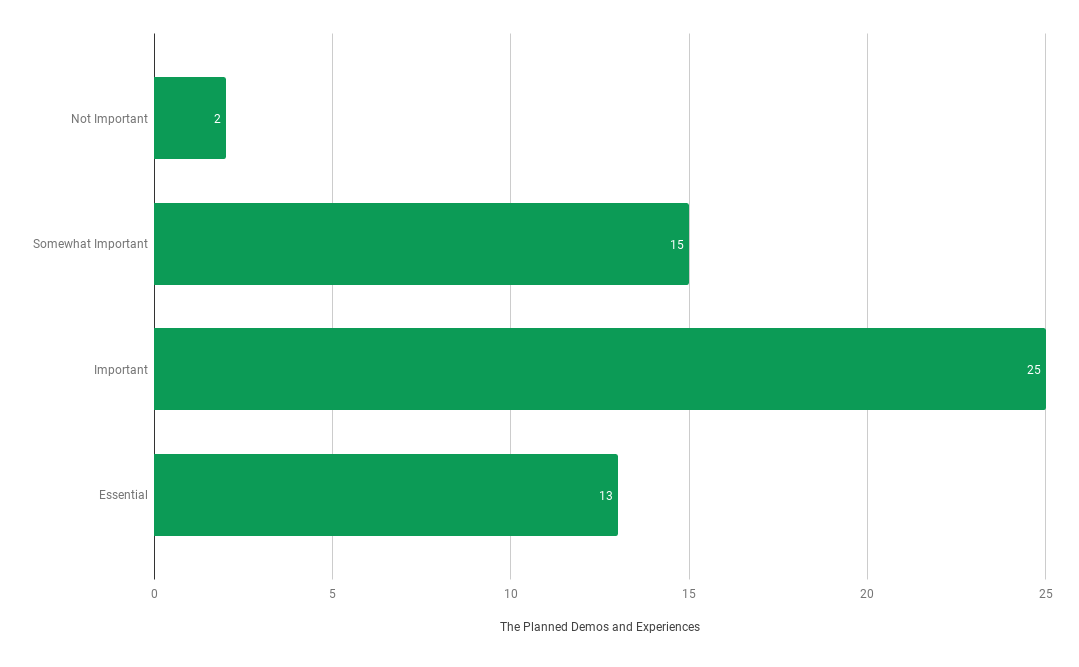 Not Important
2
Somewhat Important
15
Important
25
Essential
13
0 5 10 15 20 25
The Planned Demos and Experiences